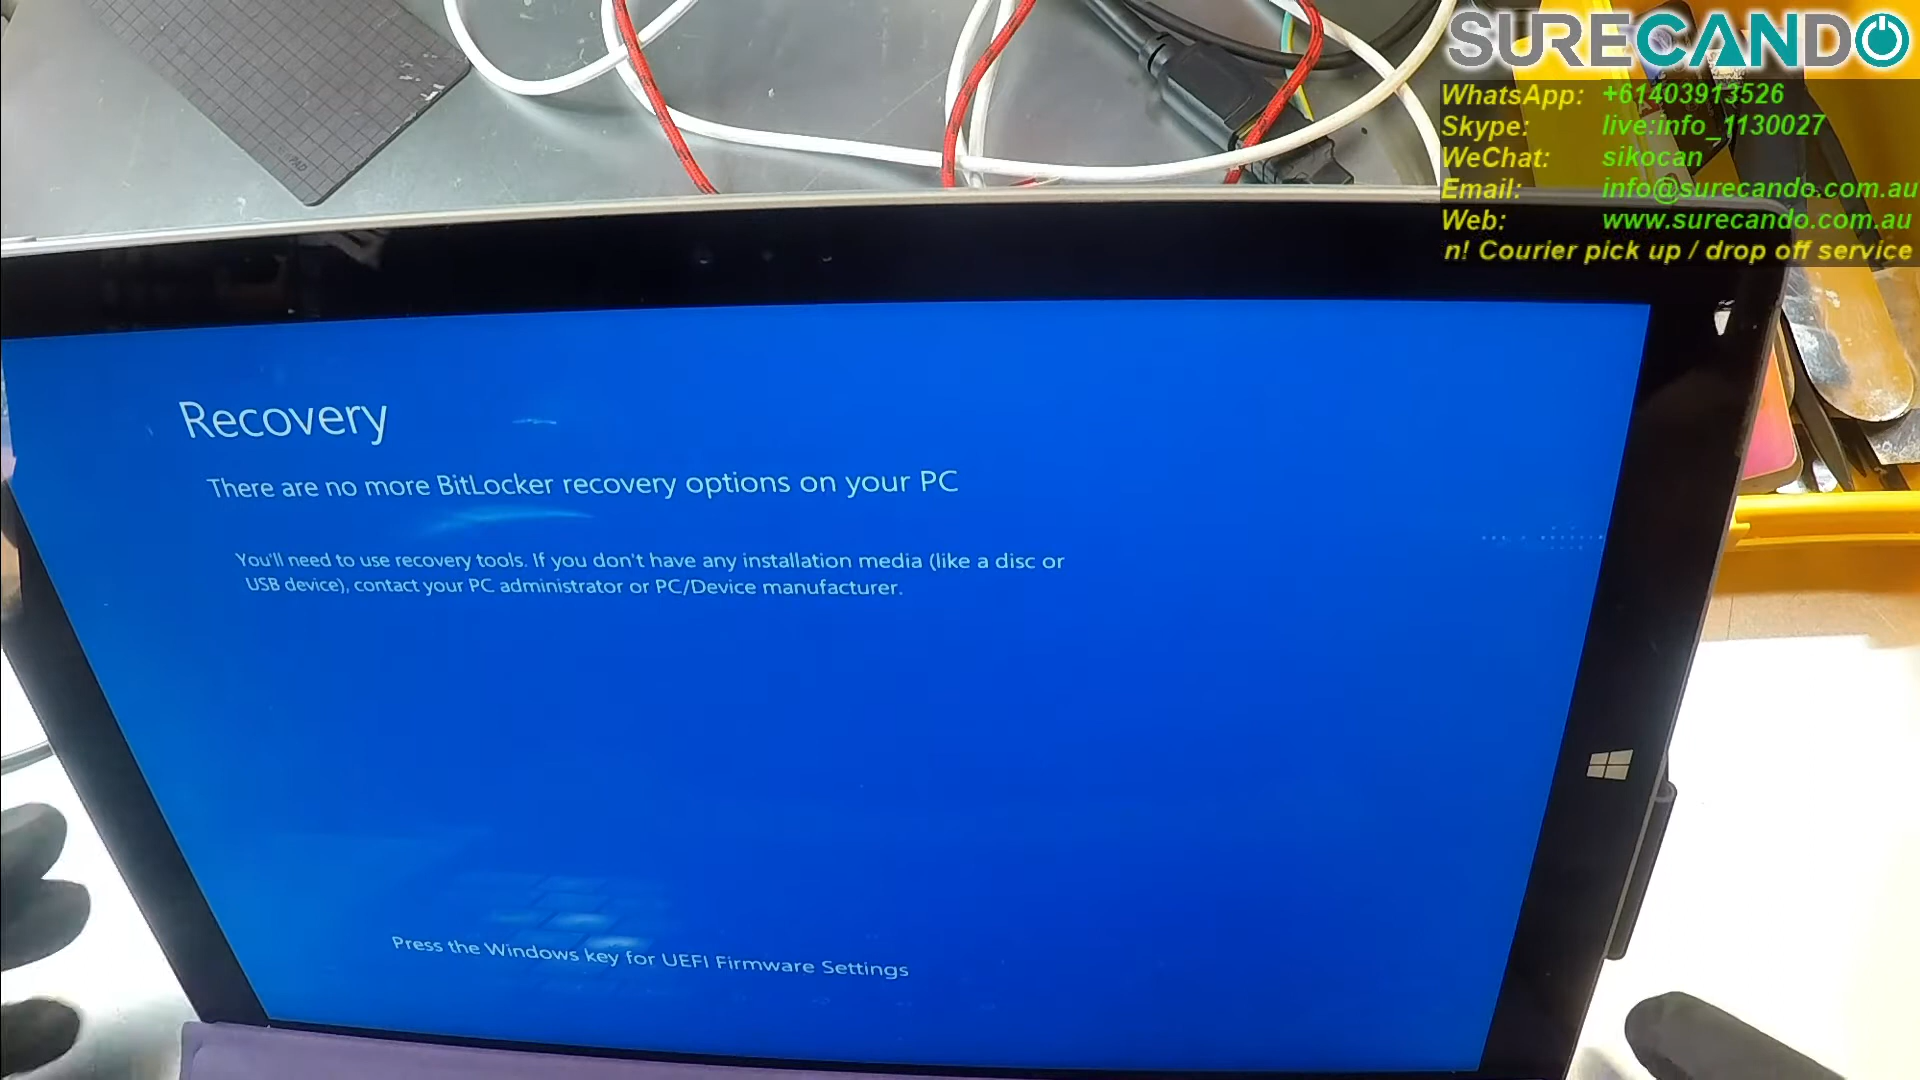 SURECANDO
WhatsApp: +61403913526
Skype: live:info_1130027
WeChat: sikocan
Email: info@surecando.com.au
Web: www.surecando.com.au
n! Courier pick up / drop off service
Recovery
There are no more BitLocker recovery options on your PC
You'll need to use recovery tools. If you don't have any installation media (like a disc or
USB device), contact your PC administrator or PC/Device manufacturer.
Press the Windows key for UEFI Firmware Settings